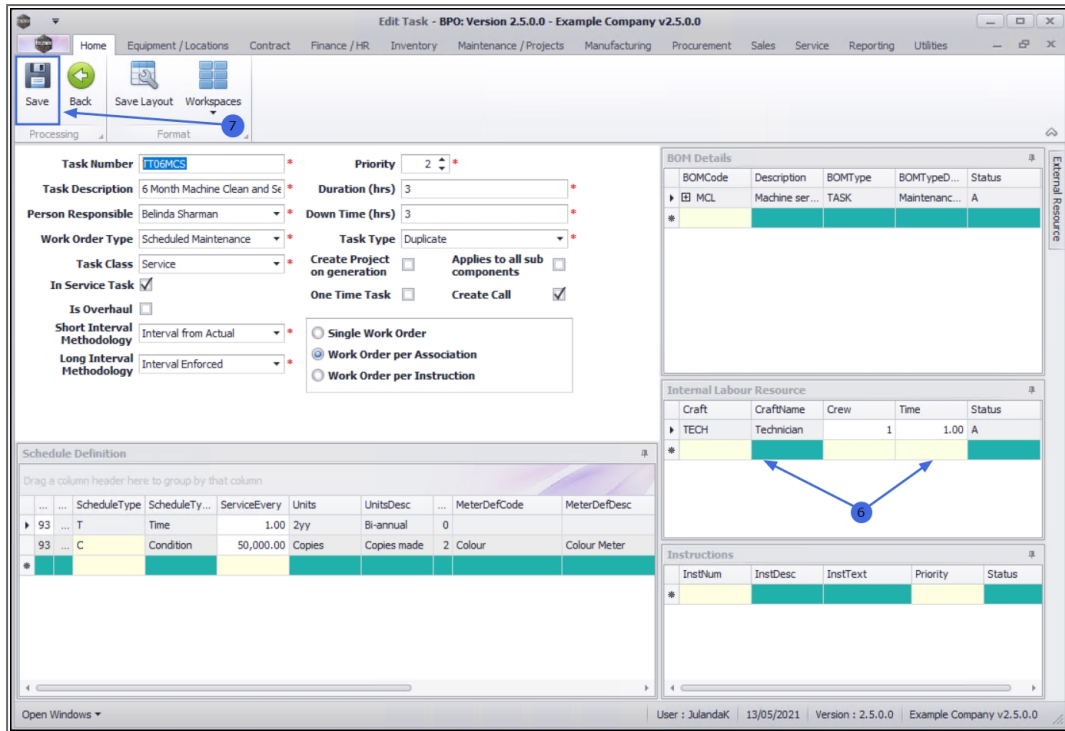 Edit Task - BPO: Version 2.5.0.0 - Example Company v2.5.0.0
Home Equipment / Locations Contract Finance / HR Inventory Maintenance / Projects Manufacturing Procurement Sales Service Reporting Utilities
Save Back Save Layout Workspaces
7
Processing Format
Task Number TT06MCS *
Task Description 6 Month Machine Clean and Se *
Person Responsible Belinda Sharman *
Work Order Type Scheduled Maintenance *
Task Class Service *
In Service Task
Is Overhaul
Short Interval Methodology Interval from Actual *
Long Interval Methodology Interval Enforced *
Priority 2 *
Duration (hrs) 3 *
Down Time (hrs) 3 *
Task Type Duplicate *
Create Project on generation Applies to all sub components
One Time Task Create Call
Single Work Order
Work Order per Association
Work Order per Instruction
BOM Details
BOMCode Description BOMType BOMTypeD... Status
MCL Machine ser... TASK Maintenanc... A
External Resource
Internal Labour Resource
Craft CraftName Crew Time Status
TECH Technician 1 1.00 A
6
Schedule Definition
Drag a column header here to group by that column
... ... ScheduleType ScheduleTy... ServiceEvery Units UnitsDesc ... MeterDefCode MeterDefDesc
93 ... T Time 1.00 2yy Bi-annual 0
93 ... C Condition 50,000.00 Copies Copies made 2 Colour Colour Meter
Instructions
InstNum InstDesc InstText Priority Status
Open Windows User : JulandaK 13/05/2021 Version : 2.5.0.0 Example Company v2.5.0.0